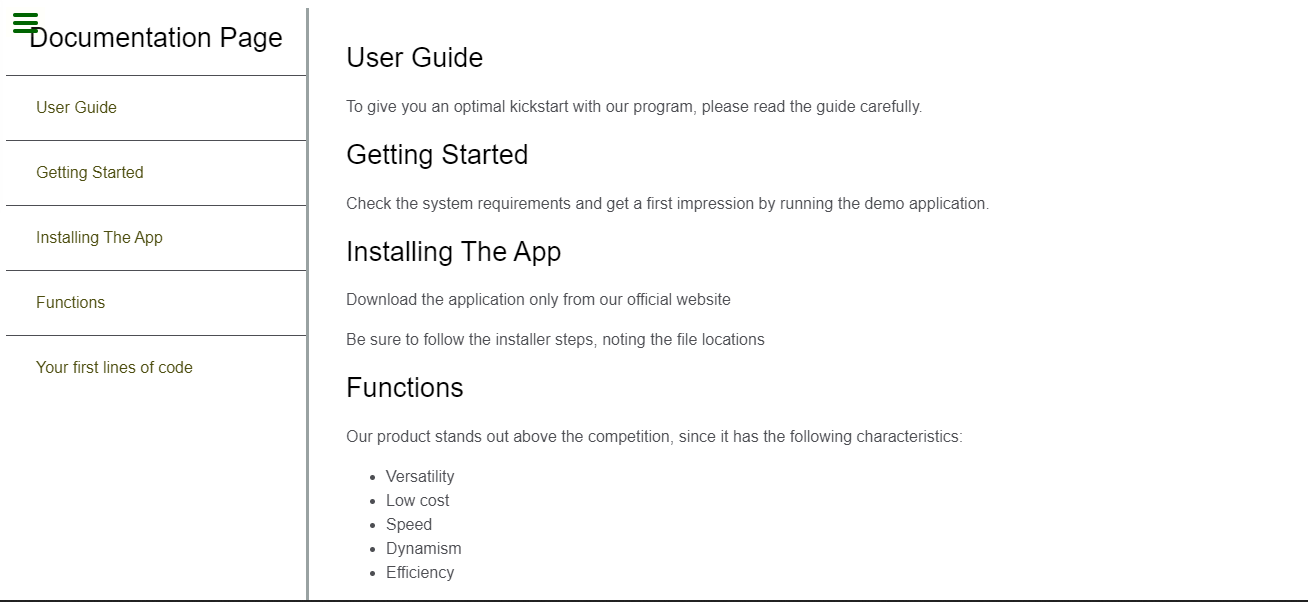 Documentation Page
User Guide
Getting Started
Installing The App
Functions
Your first lines of code
User Guide
To give you an optimal kickstart with our program, please read the guide carefully.
Getting Started
Check the system requirements and get a first impression by running the demo application.
Installing The App
Download the application only from our official website
Be sure to follow the installer steps, noting the file locations
Functions
Our product stands out above the competition, since it has the following characteristics:
Versatility
Low cost
Speed
Dynamism
Efficiency